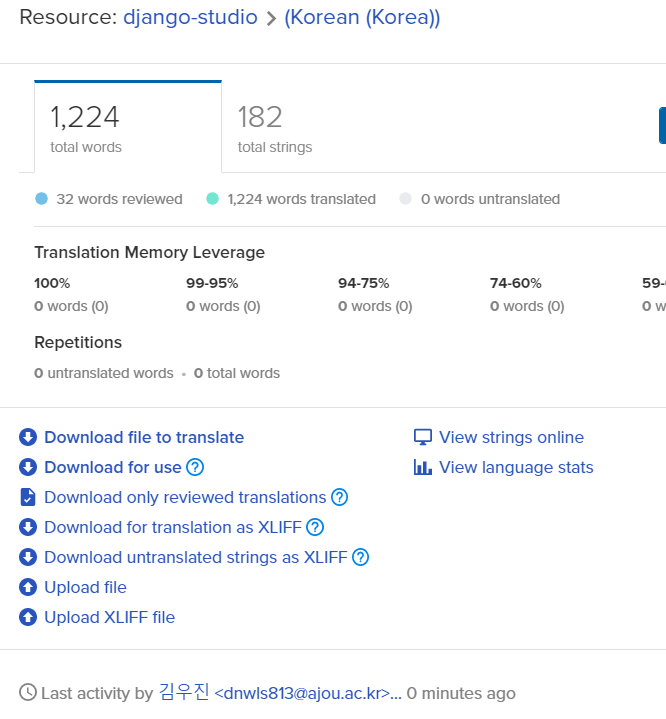 Resource: django-studio > (Korean (Korea))
1,224 182
total words total strings
32 words reviewed 1,224 words translated 0 words untranslated
Translation Memory Leverage
100% 99-95% 94-75% 74-60% 59-
0 words (0) 0 words (0) 0 words (0) 0 words (0) 0 w
Repetitions
0 untranslated words • 0 total words
Download file to translate View strings online
Download for use ? View language stats
Download only reviewed translations ?
Download for translation as XLIFF ?
Download untranslated strings as XLIFF ?
Upload file
Upload XLIFF file
Last activity by 김우진 <dnwls813@ajou.ac.kr>... 0 minutes ago